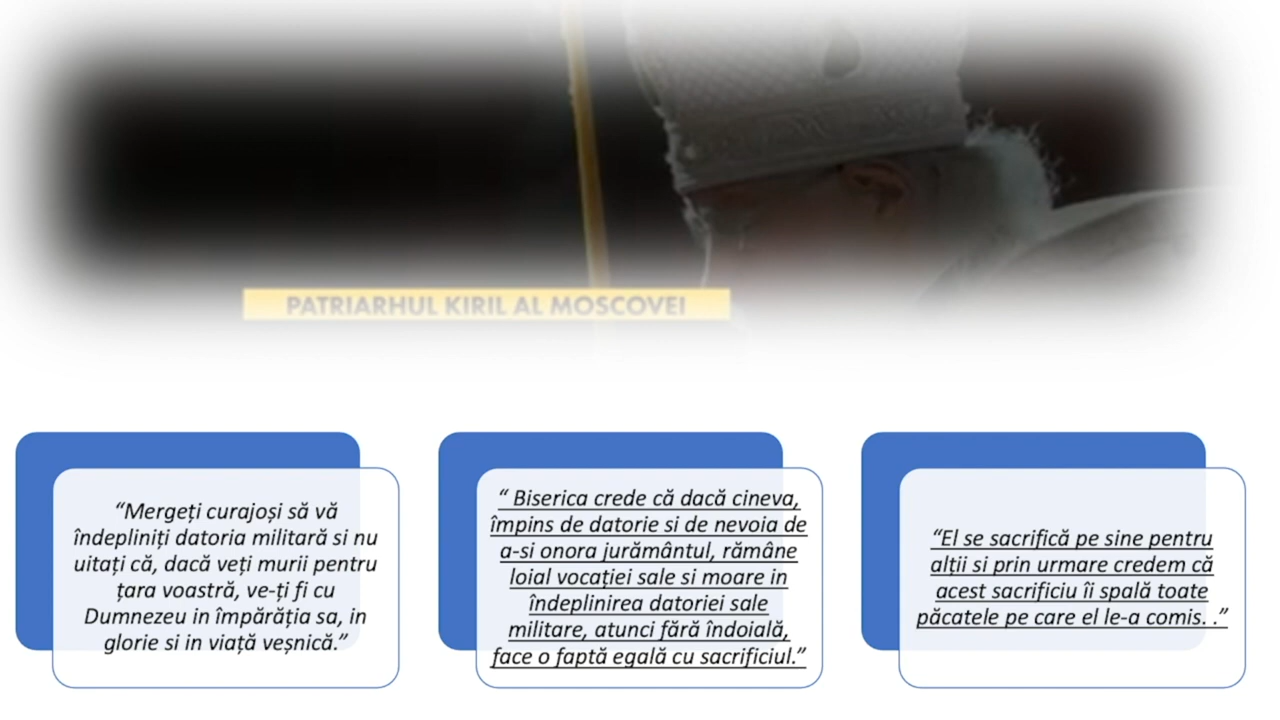 PATRIARHUL KIRIL AL MOSCOVEI
“Mergeți curajoși să vă
îndepliniți datoria militară si nu
uitați că, dacă veți murii pentru
țara voastră, ve-ți fi cu
Dumnezeu in împărăția sa, in
glorie si in viață veșnică.”
“ Biserica crede că dacă cineva,
împins de datorie si de nevoia de
a-si onora jurământul, rămâne
loial vocației sale si moare in
îndeplinirea datoriei sale
militare, atunci fără îndoială,
face o faptă egală cu sacrificiul.”
“El se sacrifică pe sine pentru
alții si prin urmare credem că
acest sacrificiu îi spală toate
păcatele pe care el le-a comis. .”